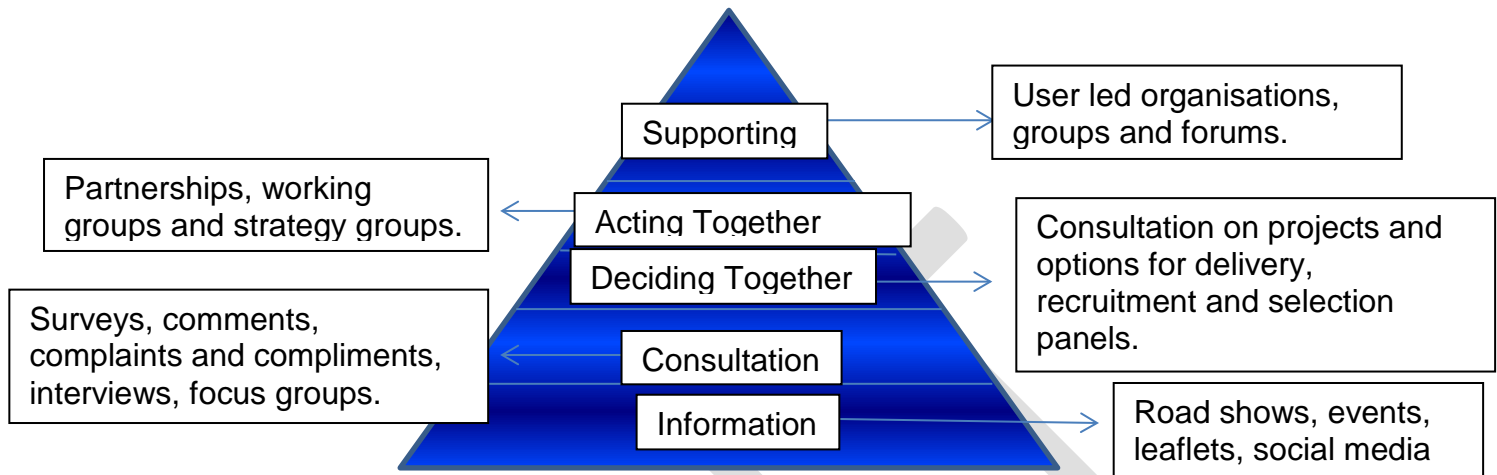 Supporting
User led organisations,
groups and forums.
Partnerships, working
groups and strategy groups.
Acting Together
Deciding Together
Consultation on projects and
options for delivery,
recruitment and selection
panels.
Surveys, comments,
complaints and compliments,
interviews, focus groups.
Consultation
Information
Road shows, events,
leaflets, social media